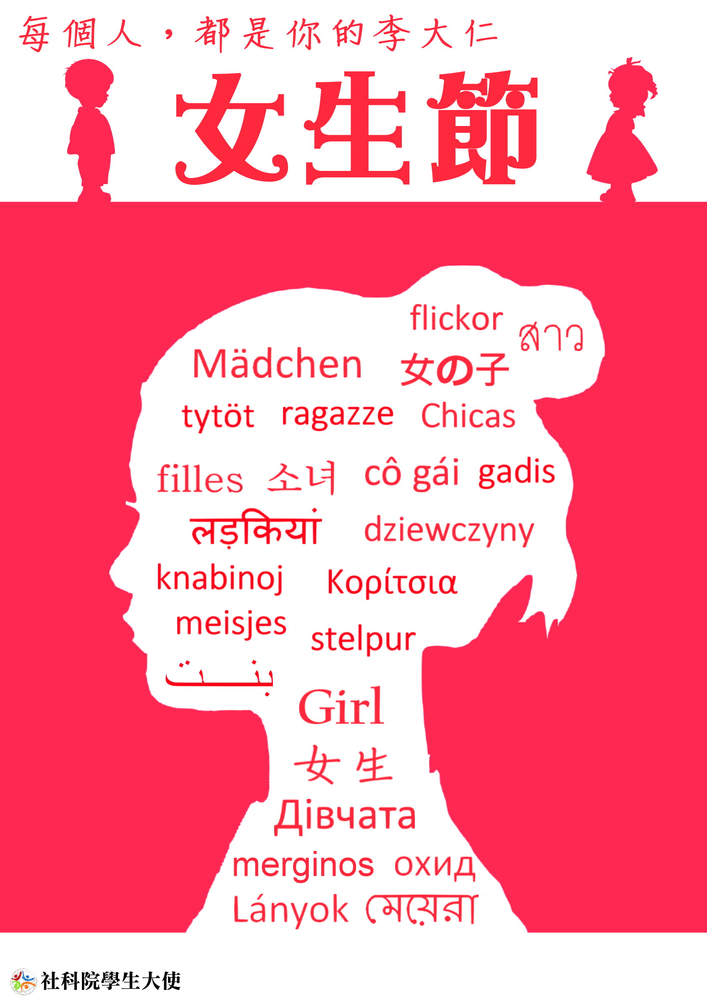 每個人，都是你的李大仁
女生節
flickor
สาว
Mädchen
女の子
tytöt ragazze Chicas
filles 소녀 cô gái gadis
लड़कियां dziewczyny
knabinoj Κορίτσια
meisjes
stelpur
بنـــت
Girl
女生
Дівчата
merginos охид
Lányok মেয়েরা
社科院學生大使